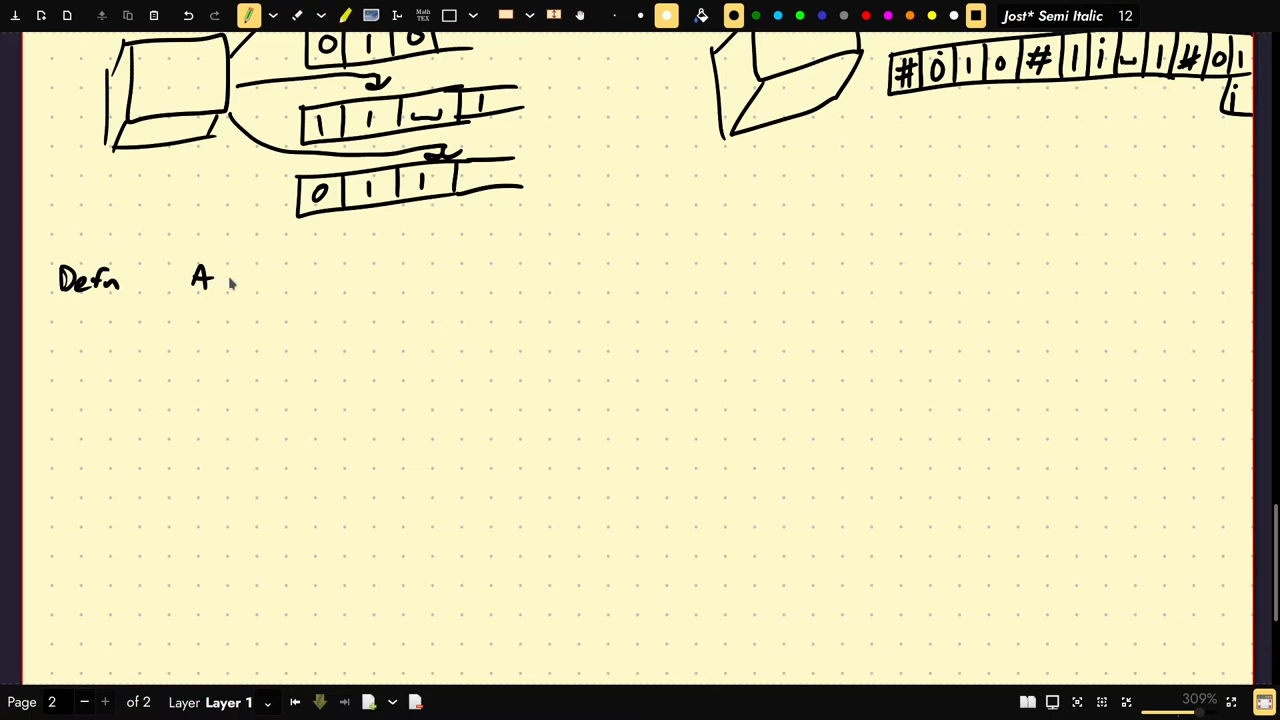 Jost* Semi Italic 12
0 1 0
# 0 1 0 # 1 1 ⌴ 1 # 0 1
1 1 ⌴ 1
0 1 1
Defn A
Page 2 of 2 Layer Layer 1 309%